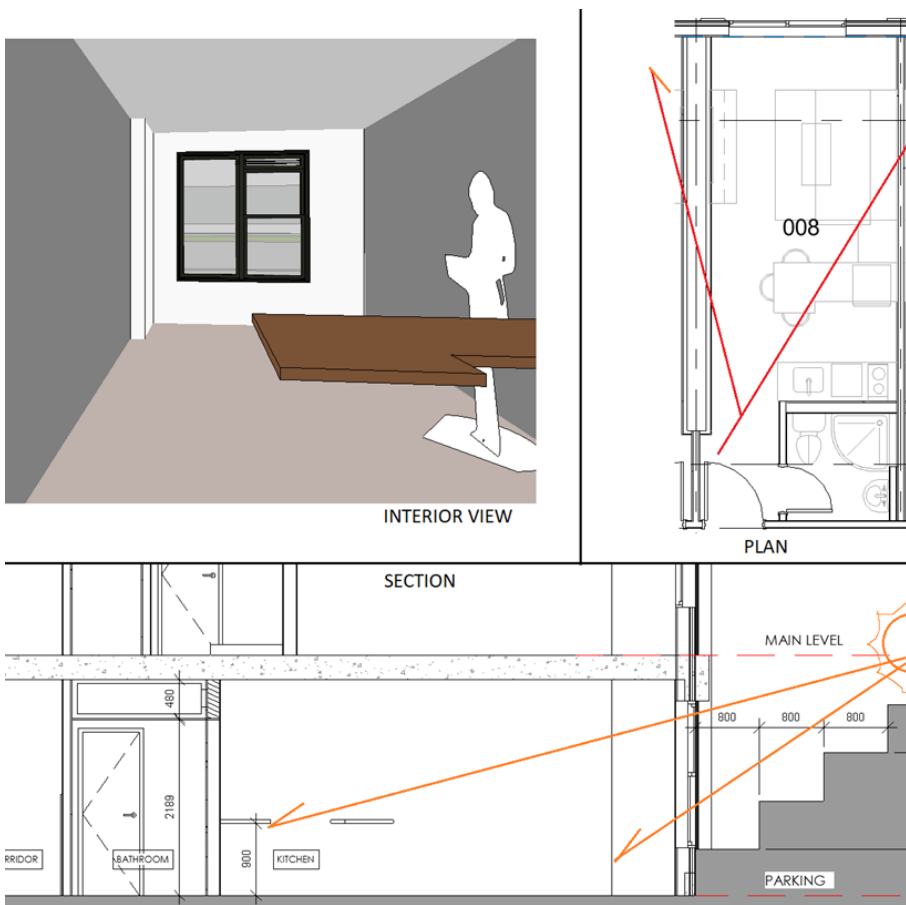 008
INTERIOR VIEW
PLAN
SECTION
MAIN LEVEL
480
800
800
800
2189
900
RRIDOR
BATHROOM
KITCHEN
PARKING